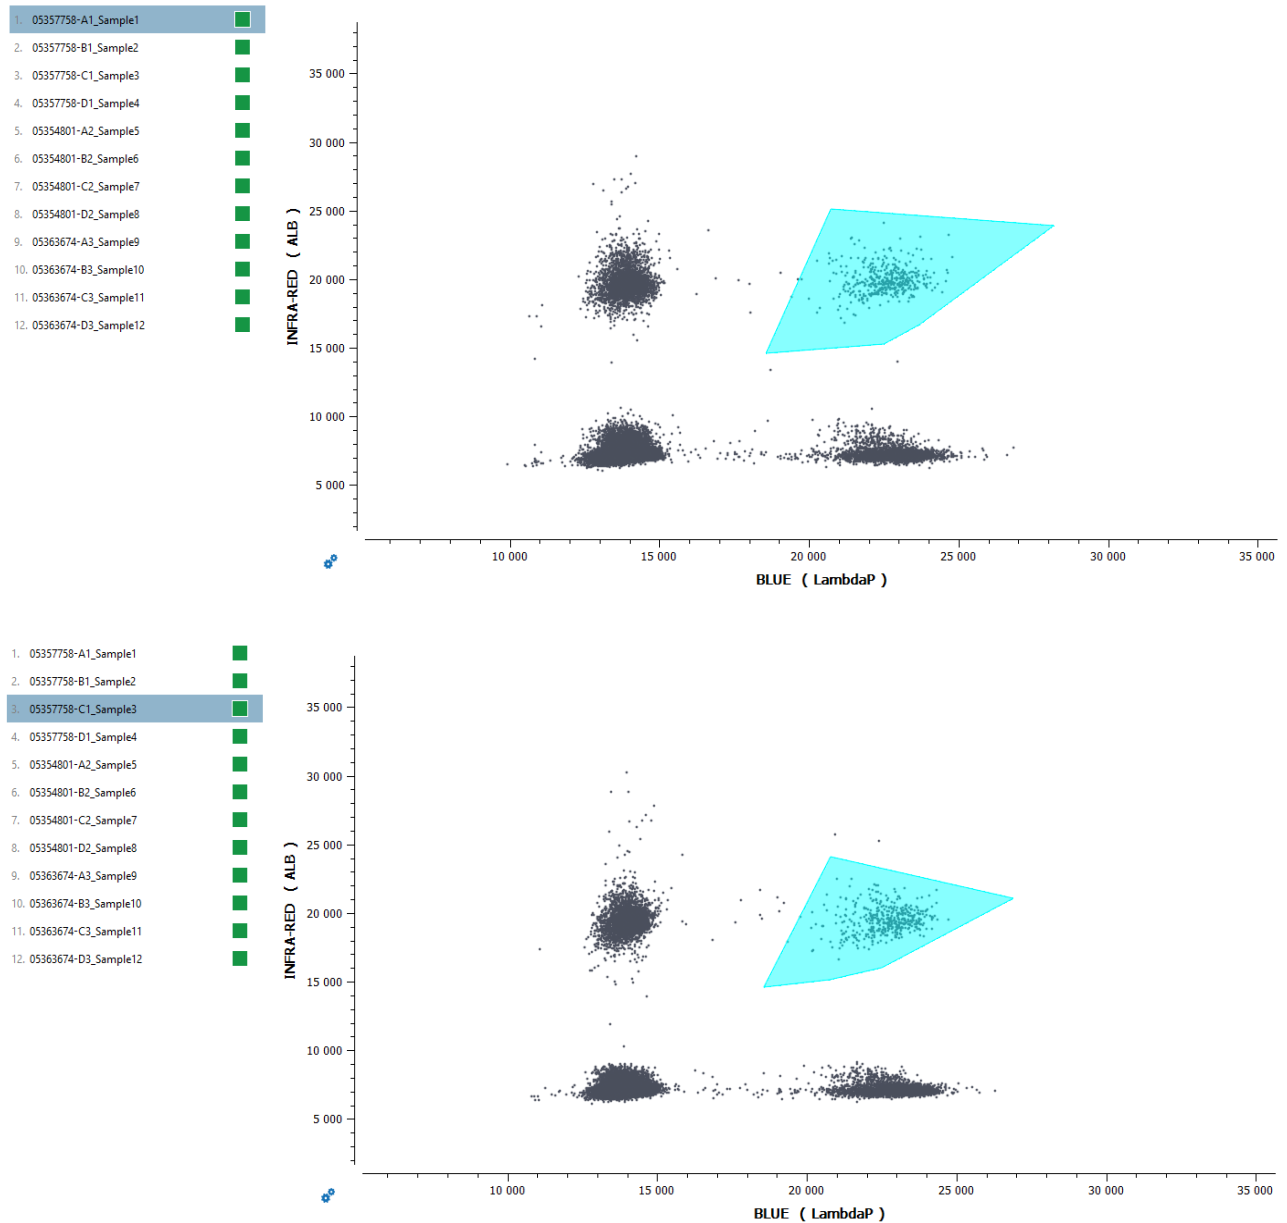 1. 05357758-A1_Sample1
2. 05357758-B1_Sample2
3. 05357758-C1_Sample3
4. 05357758-D1_Sample4
5. 05354801-A2_Sample5
6. 05354801-B2_Sample6
7. 05354801-C2_Sample7
8. 05354801-D2_Sample8
9. 05363674-A3_Sample9
10. 05363674-B3_Sample10
11. 05363674-C3_Sample11
12. 05363674-D3_Sample12
INFRA-RED ( ALB )
35 000
30 000
25 000
20 000
15 000
10 000
5 000
10 000 15 000 20 000 25 000 30 000 35 000
BLUE ( LambdaP )
1. 05357758-A1_Sample1
2. 05357758-B1_Sample2
3. 05357758-C1_Sample3
4. 05357758-D1_Sample4
5. 05354801-A2_Sample5
6. 05354801-B2_Sample6
7. 05354801-C2_Sample7
8. 05354801-D2_Sample8
9. 05363674-A3_Sample9
10. 05363674-B3_Sample10
11. 05363674-C3_Sample11
12. 05363674-D3_Sample12
INFRA-RED ( ALB )
35 000
30 000
25 000
20 000
15 000
10 000
5 000
10 000 15 000 20 000 25 000 30 000 35 000
BLUE ( LambdaP )